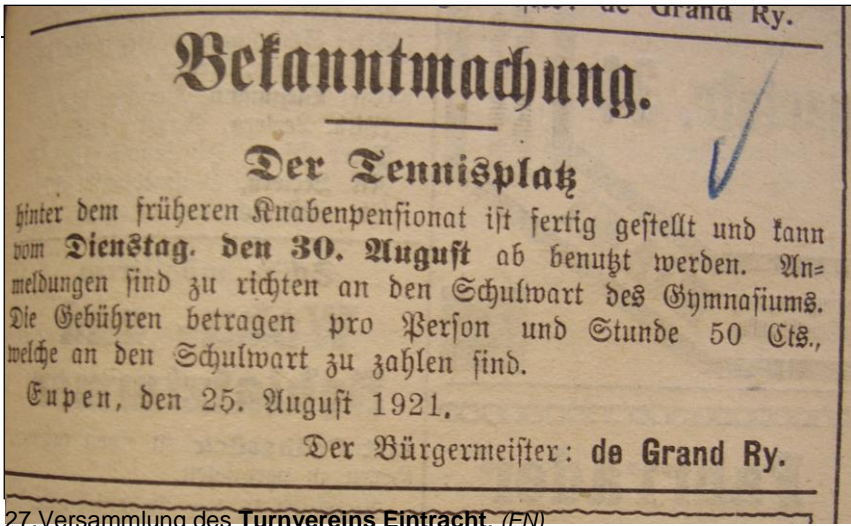 de Grand Ry.
Bekanntmachung.
Der Tennisplatz
hinter dem früheren Knabenpensionat ist fertig gestellt und kann
vom Dienstag, den 30. August ab benutzt werden. An=
meldungen sind zu richten an den Schulwart des Gymnasiums.
Die Gebühren betragen pro Person und Stunde 50 Cts.,
welche an den Schulwart zu zahlen sind.
Eupen, den 25. August 1921.
Der Bürgermeister: de Grand Ry.
27.Versammlung des Turnvereins Eintracht. (EN)